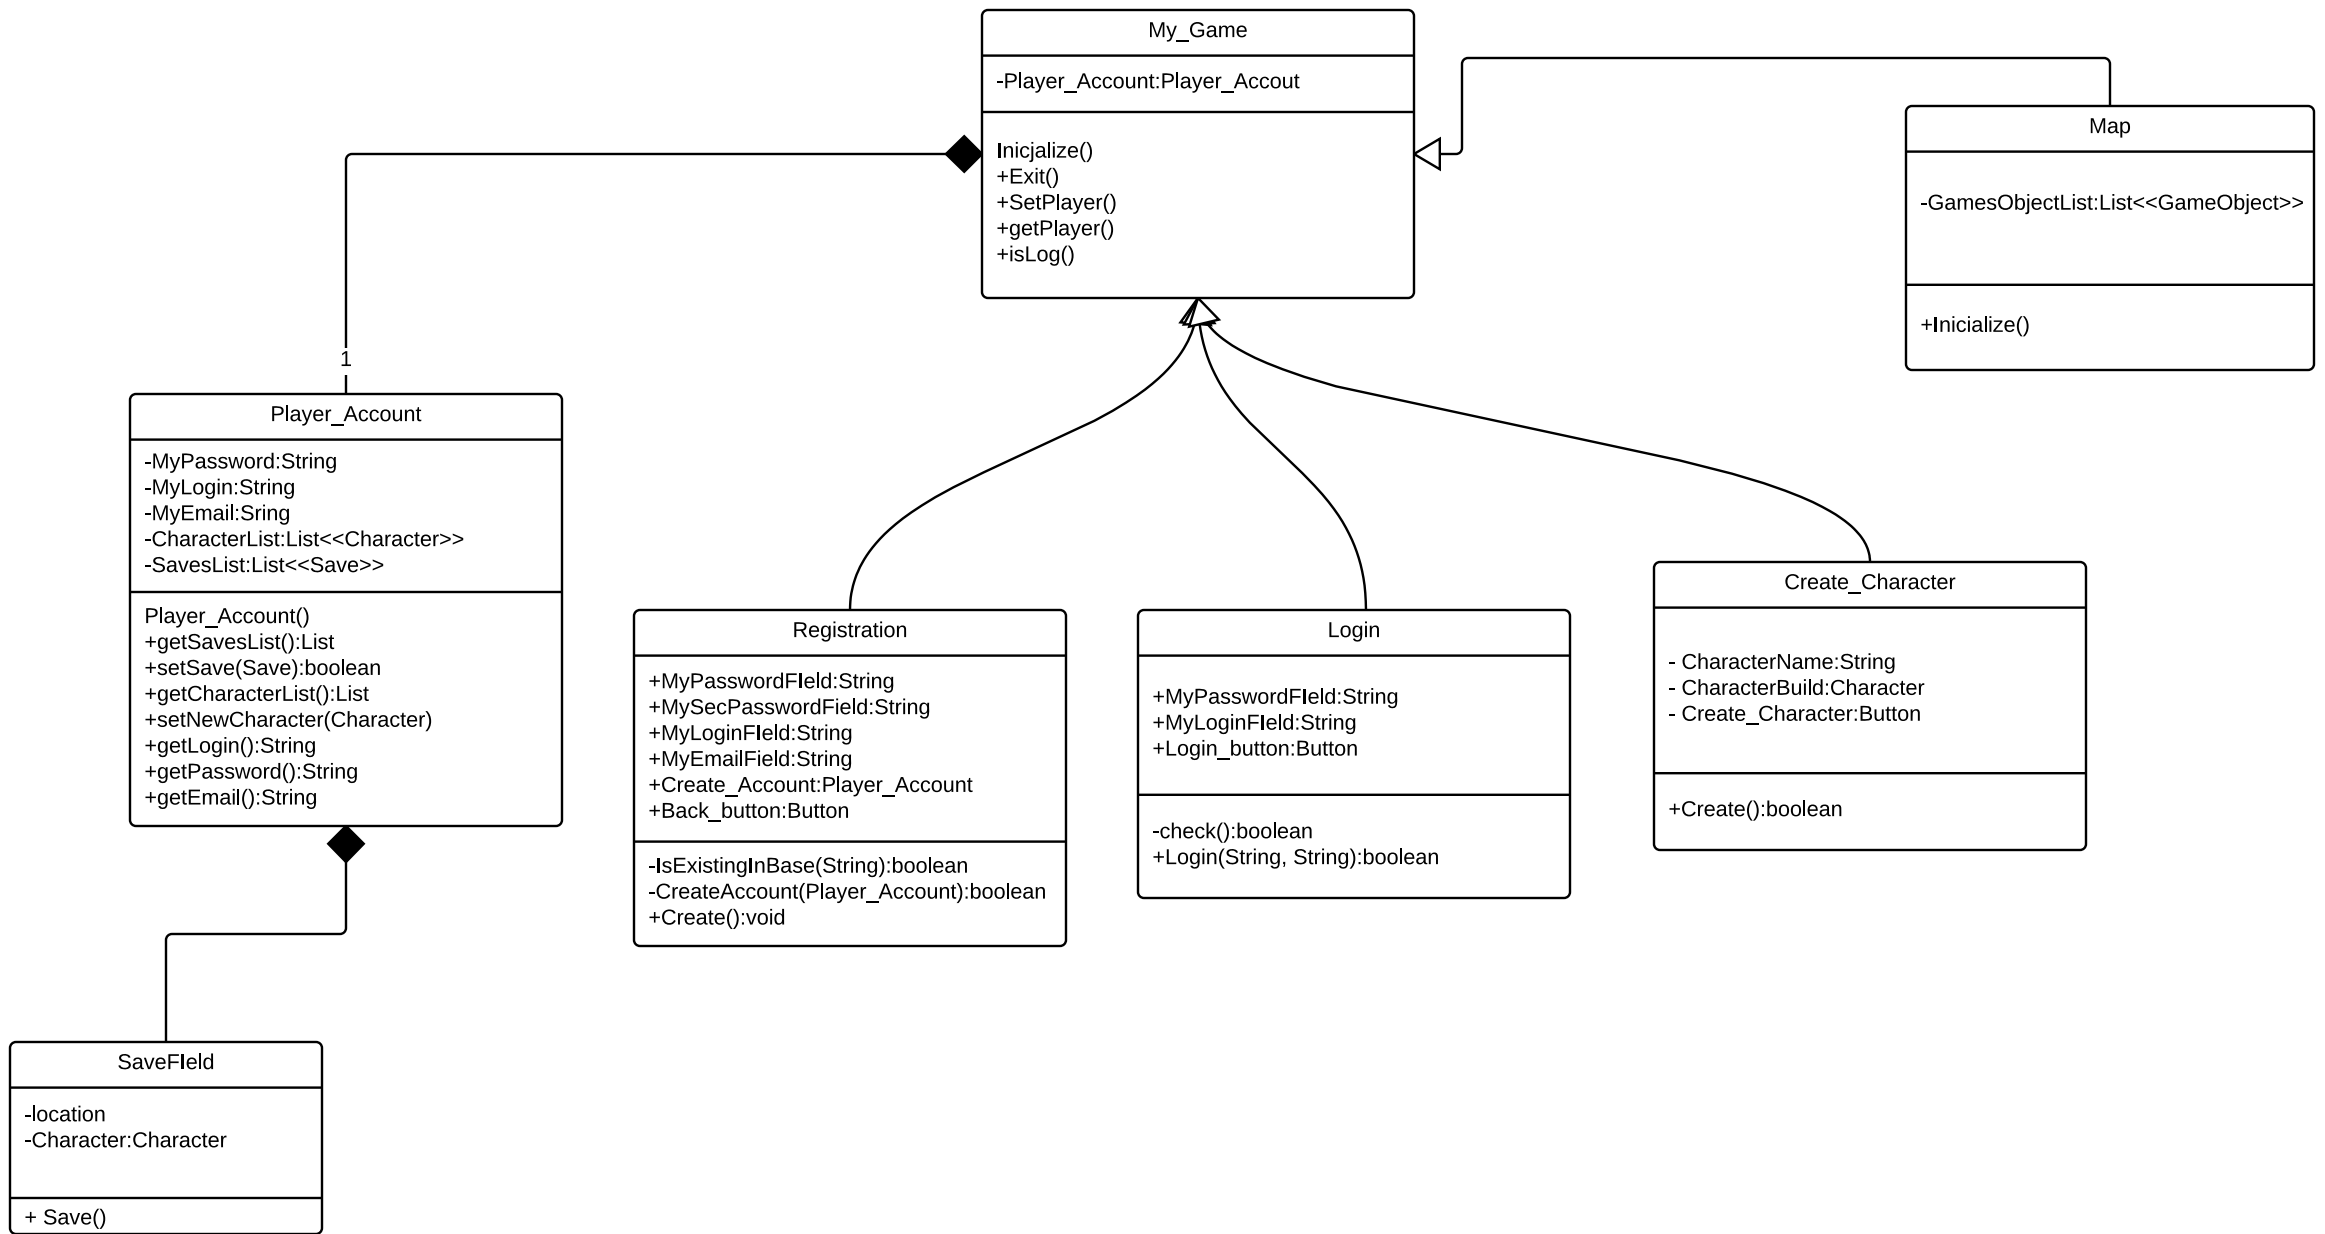 My_Game
-Player_Account:Player_Accout
Inicjalize()
+Exit()
+SetPlayer()
+getPlayer()
+isLog()
Map
-GamesObjectList:List<<GameObject>>
+Inicialize()
1
Player_Account
-MyPassword:String
-MyLogin:String
-MyEmail:Sring
-CharacterList:List<<Character>>
-SavesList:List<<Save>>
Player_Account()
+getSavesList():List
+setSave(Save):boolean
+getCharacterList():List
+setNewCharacter(Character)
+getLogin():String
+getPassword():String
+getEmail():String
Registration
+MyPasswordFIeld:String
+MySecPasswordField:String
+MyLoginFIeld:String
+MyEmailField:String
+Create_Account:Player_Account
+Back_button:Button
-IsExistingInBase(String):boolean
-CreateAccount(Player_Account):boolean
+Create():void
Login
+MyPasswordFIeld:String
+MyLoginFIeld:String
+Login_button:Button
-check():boolean
+Login(String, String):boolean
Create_Character
- CharacterName:String
- CharacterBuild:Character
- Create_Character:Button
+Create():boolean
SaveFIeld
-location
-Character:Character
+ Save()